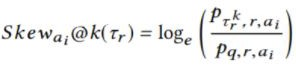 Skew_{a_i}@k(τ_r) = log_e (p_{τ_r^k, r, a_i} / p_{q, r, a_i})